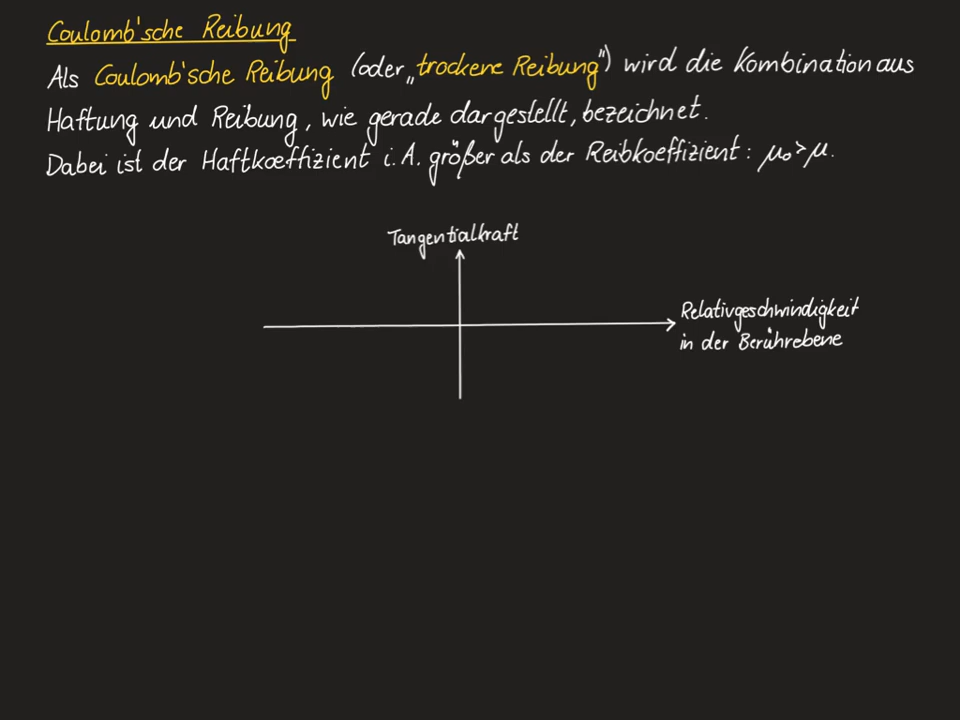 Coulomb'sche Reibung
Als Coulomb'sche Reibung (oder „trockene Reibung") wird die Kombination aus
Haftung und Reibung, wie gerade dargestellt, bezeichnet.
Dabei ist der Haftkoeffizient i. A. größer als der Reibkoeffizient: μ₀ > μ.
Tangentialkraft
Relativgeschwindigkeit
in der Berührebene